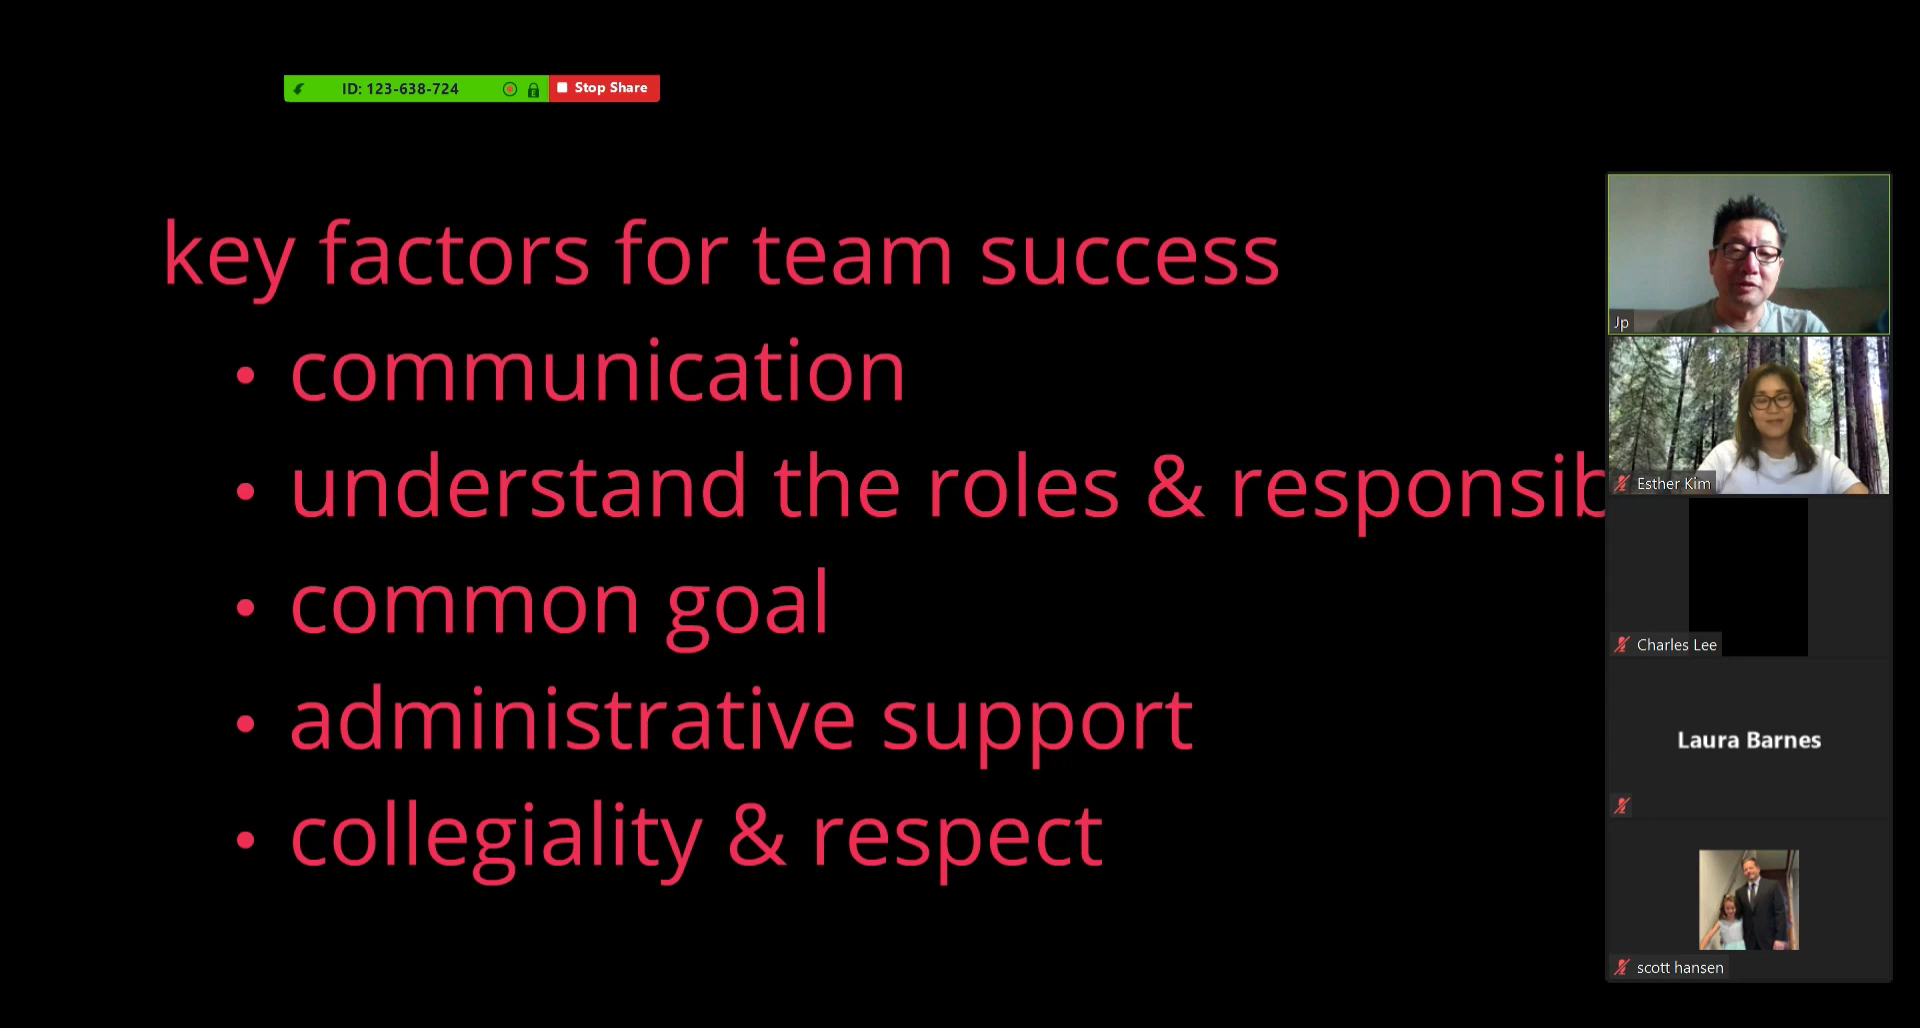 ID: 123-638-724 Stop Share
key factors for team success
• communication
• understand the roles & responsib
• common goal
• administrative support
• collegiality & respect
Jp
Esther Kim
Charles Lee
Laura Barnes
scott hansen